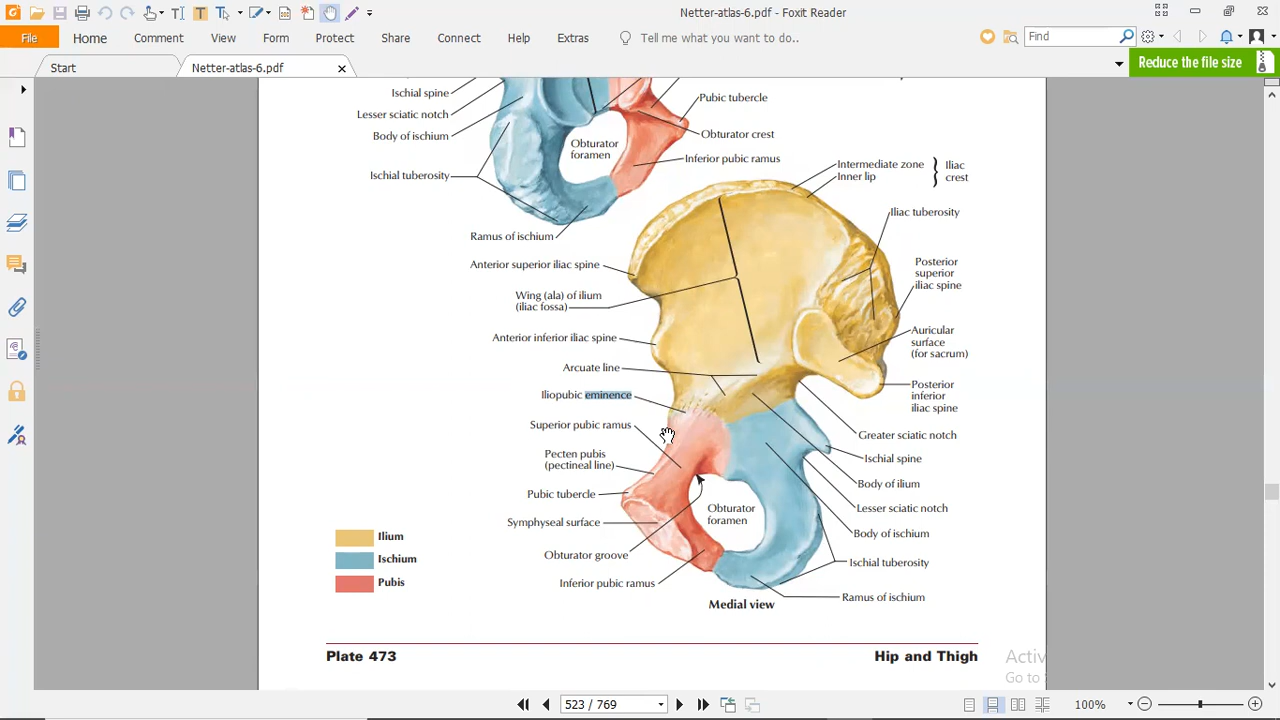 Netter-atlas-6.pdf - Foxit Reader
File
Home
Comment
View
Form
Protect
Share
Connect
Help
Extras
Tell me what you want to do..
Find
Start
Netter-atlas-6.pdf
Reduce the file size
Ischial spine
Lesser sciatic notch
Body of ischium
Ischial tuberosity
Ramus of ischium
Obturator
foramen
Pubic tubercle
Obturator crest
Inferior pubic ramus
Intermediate zone
Inner lip
Iliac
crest
Iliac tuberosity
Posterior
superior
iliac spine
Auricular
surface
(for sacrum)
Posterior
inferior
iliac spine
Greater sciatic notch
Ischial spine
Body of ilium
Lesser sciatic notch
Body of ischium
Ischial tuberosity
Ramus of ischium
Anterior superior iliac spine
Wing (ala) of ilium
(iliac fossa)
Anterior inferior iliac spine
Arcuate line
Iliopubic eminence
Superior pubic ramus
Pecten pubis
(pectineal line)
Pubic tubercle
Symphyseal surface
Obturator groove
Inferior pubic ramus
Obturator
foramen
Medial view
Ilium
Ischium
Pubis
Plate 473
Hip and Thigh
Activ
Go to
523 / 769
100%